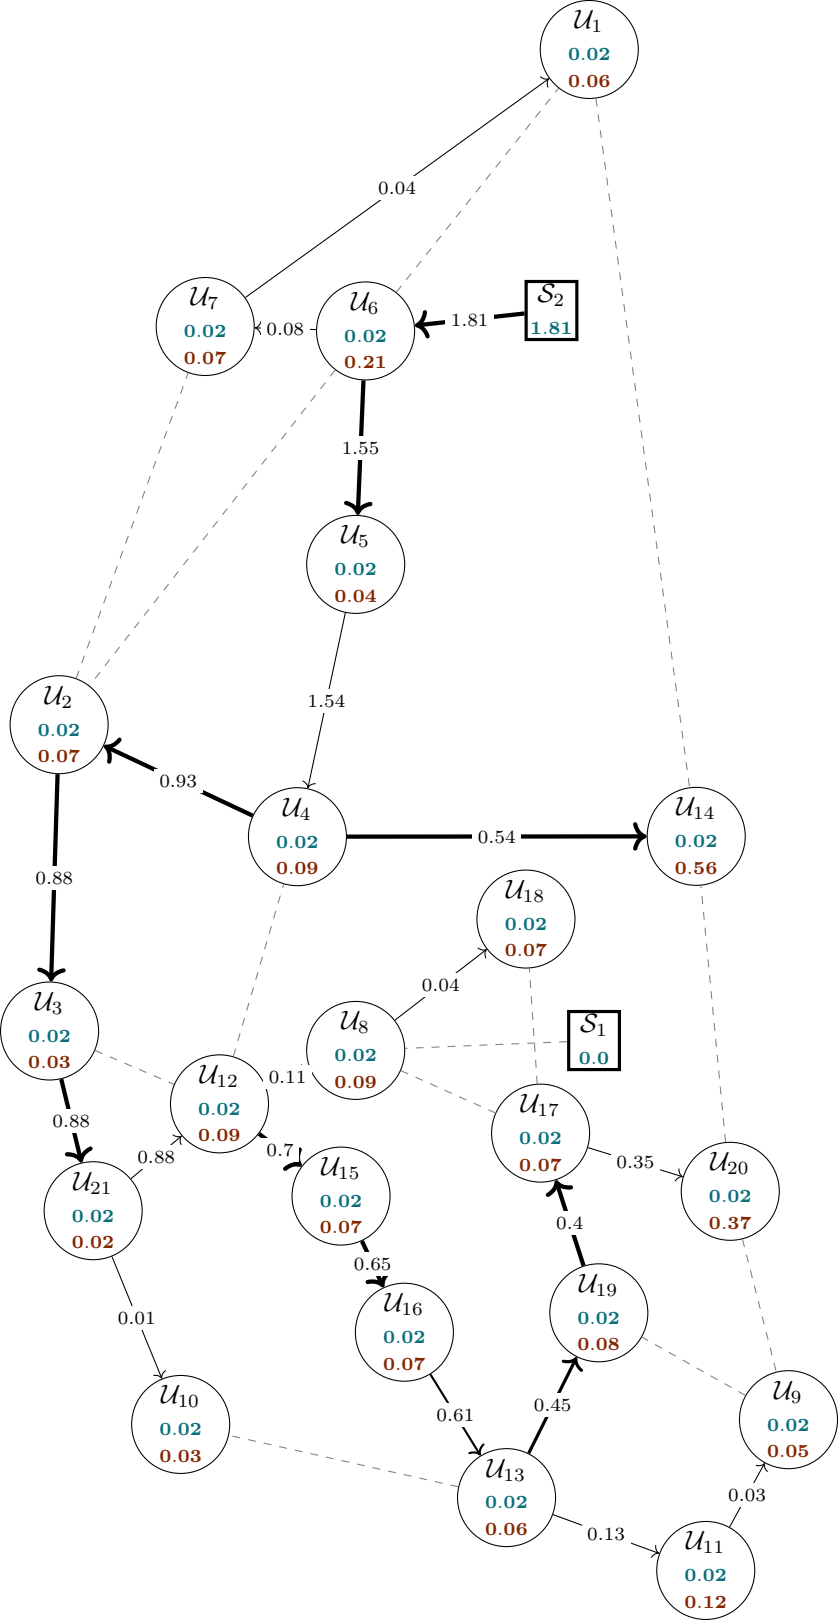 𝒰₁
0.02
0.06
0.04
𝒰₇
0.02
0.07
0.08
𝒰₆
0.02
0.21
1.81
𝒮₂
1.81
1.55
𝒰₅
0.02
0.04
1.54
𝒰₂
0.02
0.07
0.93
𝒰₄
0.02
0.09
0.54
𝒰₁₄
0.02
0.56
0.88
𝒰₁₈
0.02
0.07
0.04
𝒰₃
0.02
0.03
𝒰₈
0.02
0.09
𝒮₁
0.0
0.11
𝒰₁₂
0.02
0.09
𝒰₁₇
0.02
0.07
0.88
0.88
0.7
0.35
𝒰₂₁
0.02
0.02
𝒰₁₅
0.02
0.07
𝒰₂₀
0.02
0.37
0.4
0.65
0.01
𝒰₁₆
0.02
0.07
𝒰₁₉
0.02
0.08
𝒰₁₀
0.02
0.03
0.61
0.45
𝒰₉
0.02
0.05
𝒰₁₃
0.02
0.06
0.03
0.13
𝒰₁₁
0.02
0.12